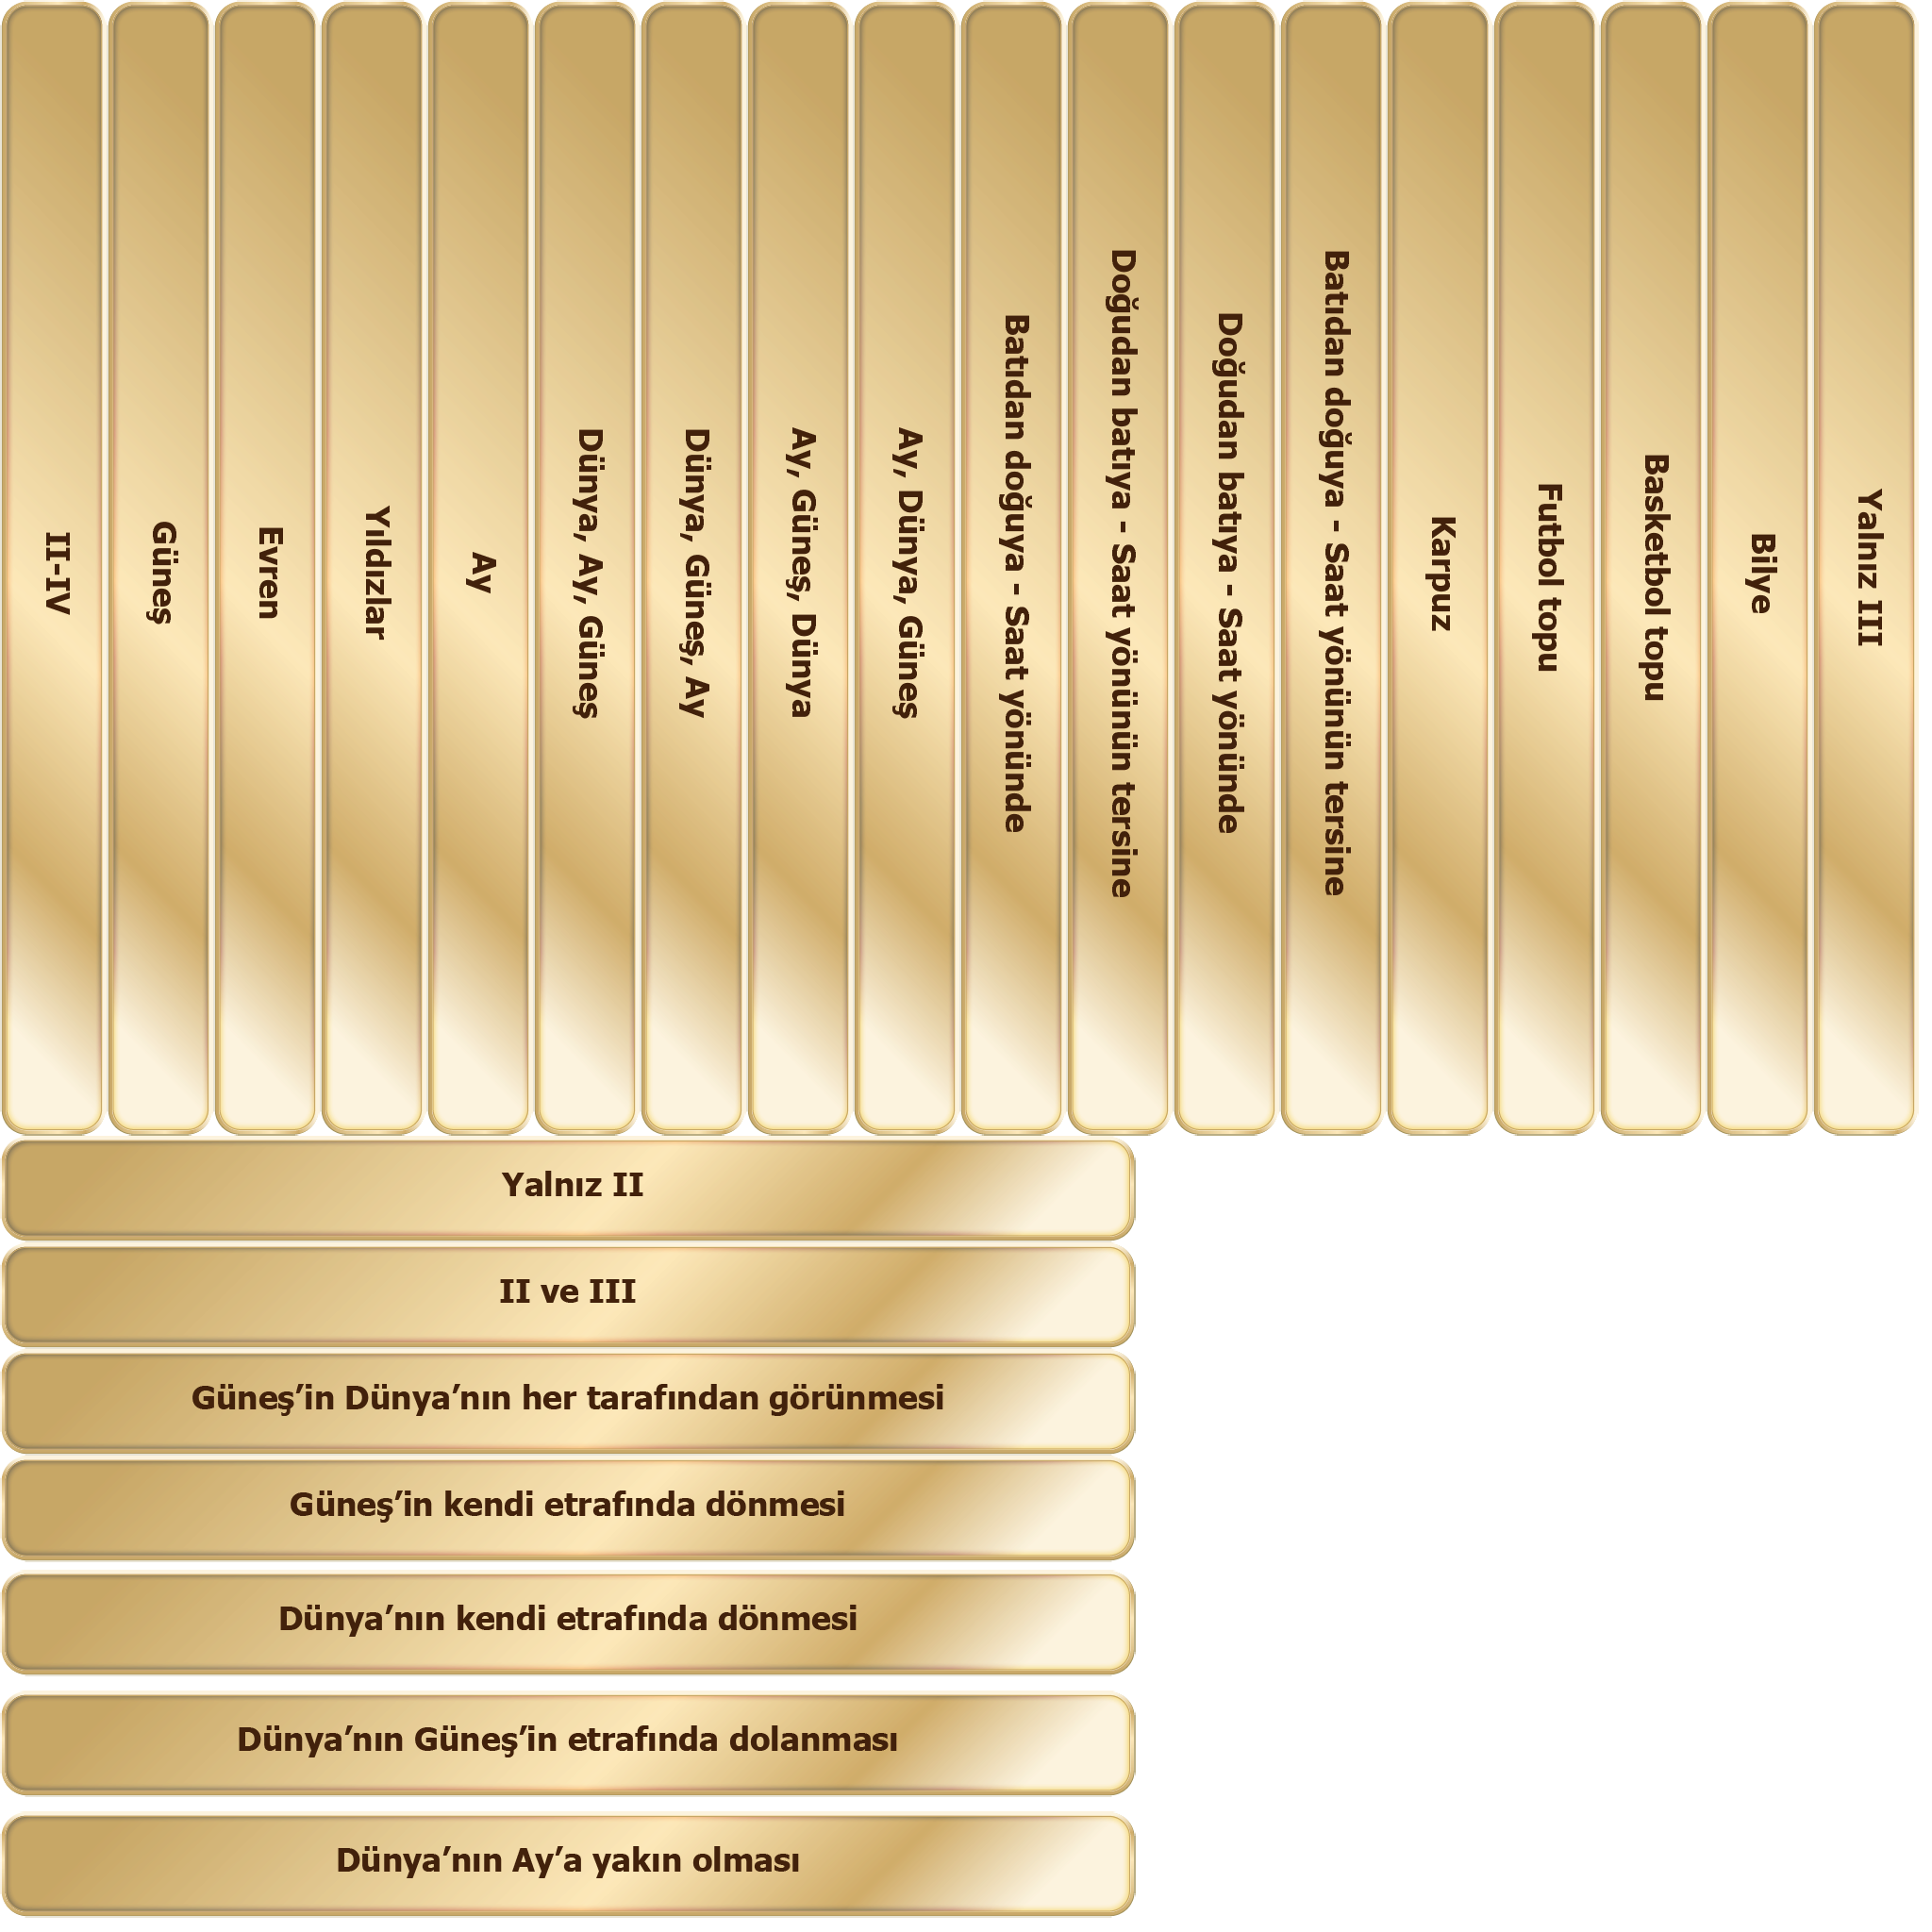 II-IV
Güneş
Evren
Yıldızlar
Ay
Dünya, Ay, Güneş
Dünya, Güneş, Ay
Ay, Güneş, Dünya
Ay, Dünya, Güneş
Batıdan doğuya - Saat yönünde
Doğudan batıya - Saat yönünün tersine
Doğudan batıya - Saat yönünde
Batıdan doğuya - Saat yönünün tersine
Karpuz
Futbol topu
Basketbol topu
Bilye
Yalnız III
Yalnız II
II ve III
Güneş’in Dünya’nın her tarafından görünmesi
Güneş’in kendi etrafında dönmesi
Dünya’nın kendi etrafında dönmesi
Dünya’nın Güneş’in etrafında dolanması
Dünya’nın Ay’a yakın olması